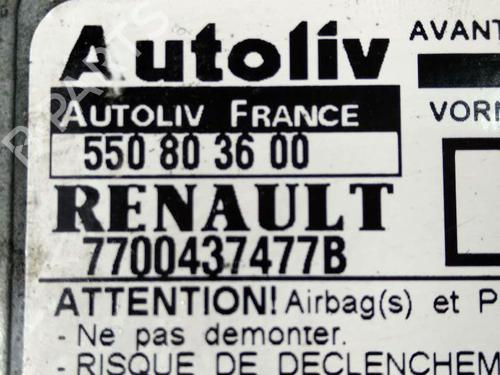 Autoliv
AVANT
AUTOLIV FRANCE
550 80 36 00
VOR
RENAULT
7700437477B
ATTENTION! Airbag(s) et P
- Ne pas demonter.
- RISQUE DE DECLENCHEM